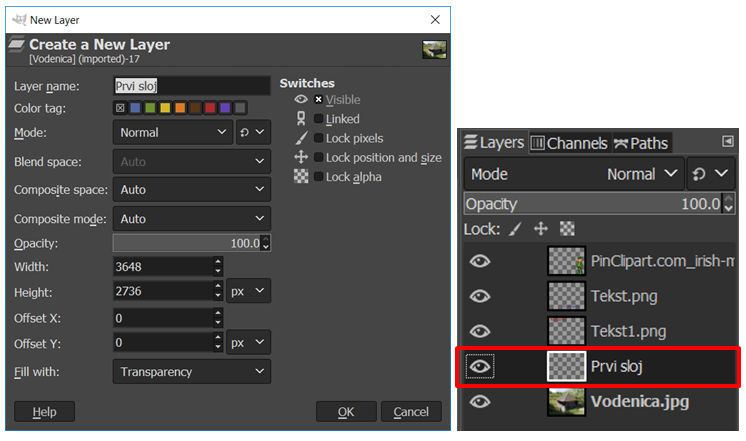 New Layer
Create a New Layer
[Vodenica] (imported)-17
Layer name: Prvi sloj
Color tag:
Mode: Normal
Blend space: Auto
Composite space: Auto
Composite mode: Auto
Opacity: 100.0
Width: 3648
Height: 2736 px
Offset X: 0
Offset Y: 0 px
Fill with: Transparency
Switches
Visible
Linked
Lock pixels
Lock position and size
Lock alpha
Help OK Cancel
Layers Channels Paths
Mode Normal
Opacity 100.0
Lock:
PinClipart.com_irish-m
Tekst.png
Tekst1.png
Prvi sloj
Vodenica.jpg